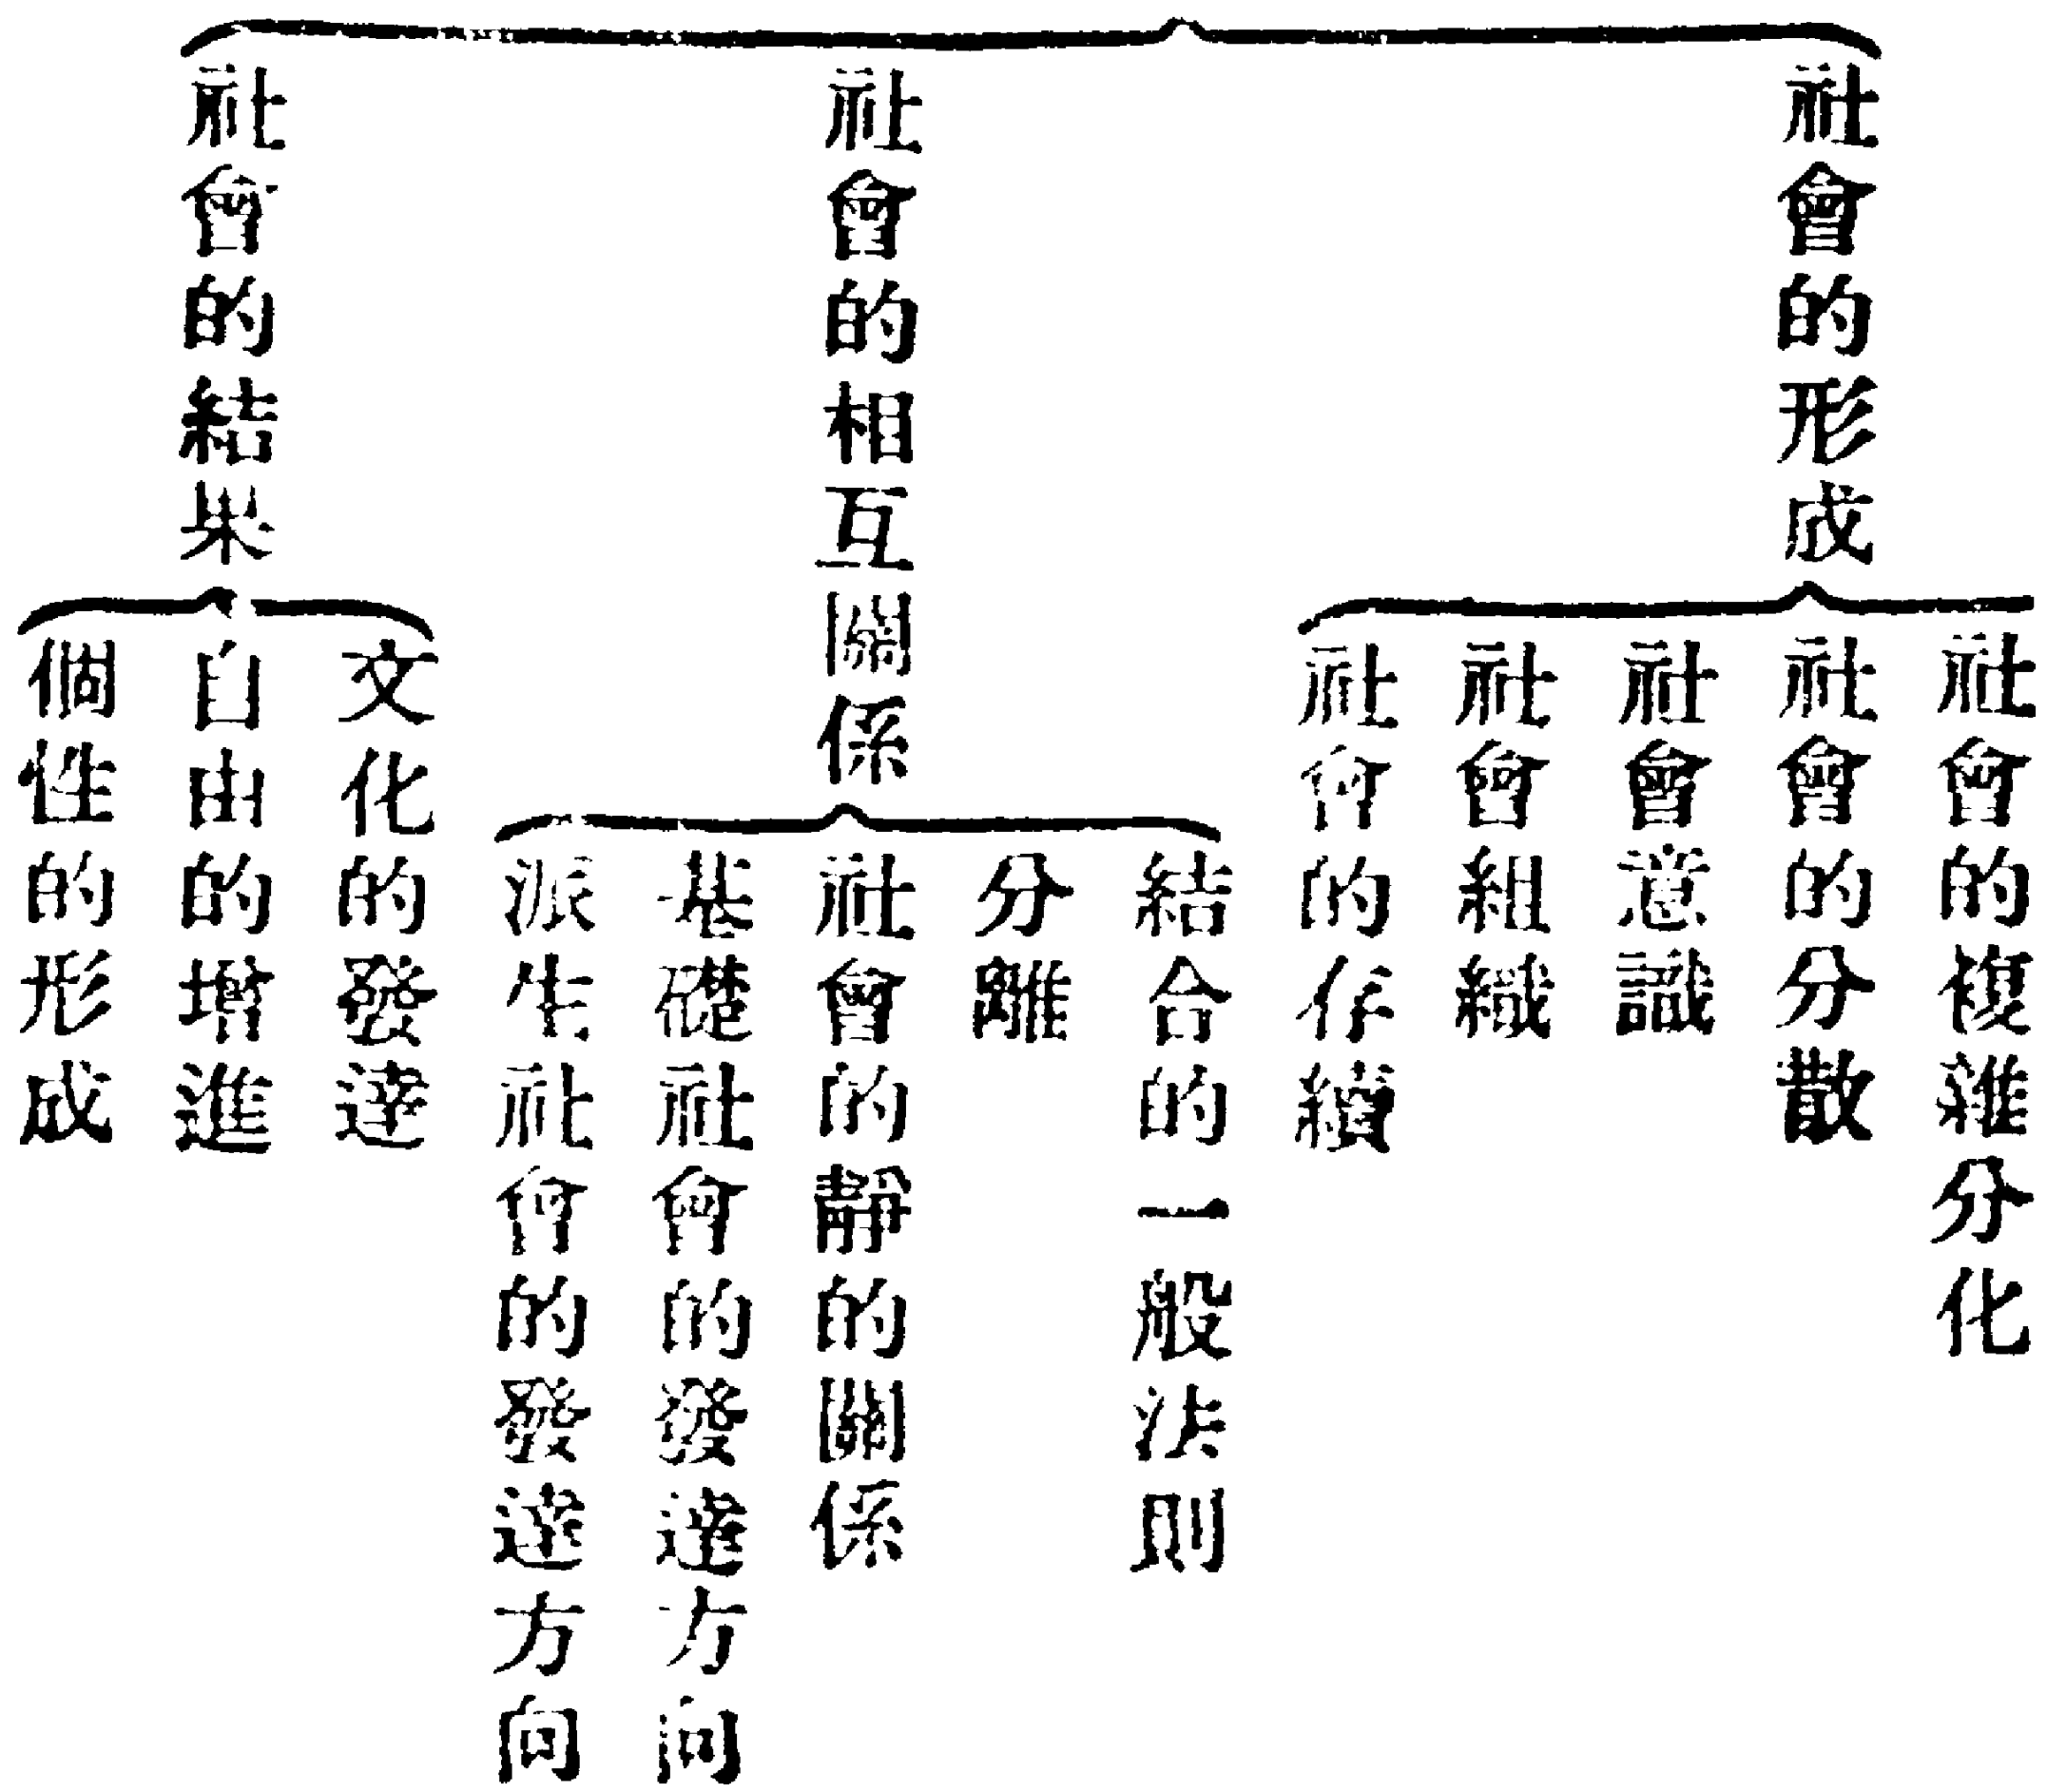 社會的形成
社會的複雜分化
社會的分散
社會意識
社會組織
社會的存續
社會的相互關係
結合的一般法則
分離
社會的靜的關係
基礎社會的發達方向
派生社會的發達方向
社會的結果
文化的發達
自由的增進
個性的形成